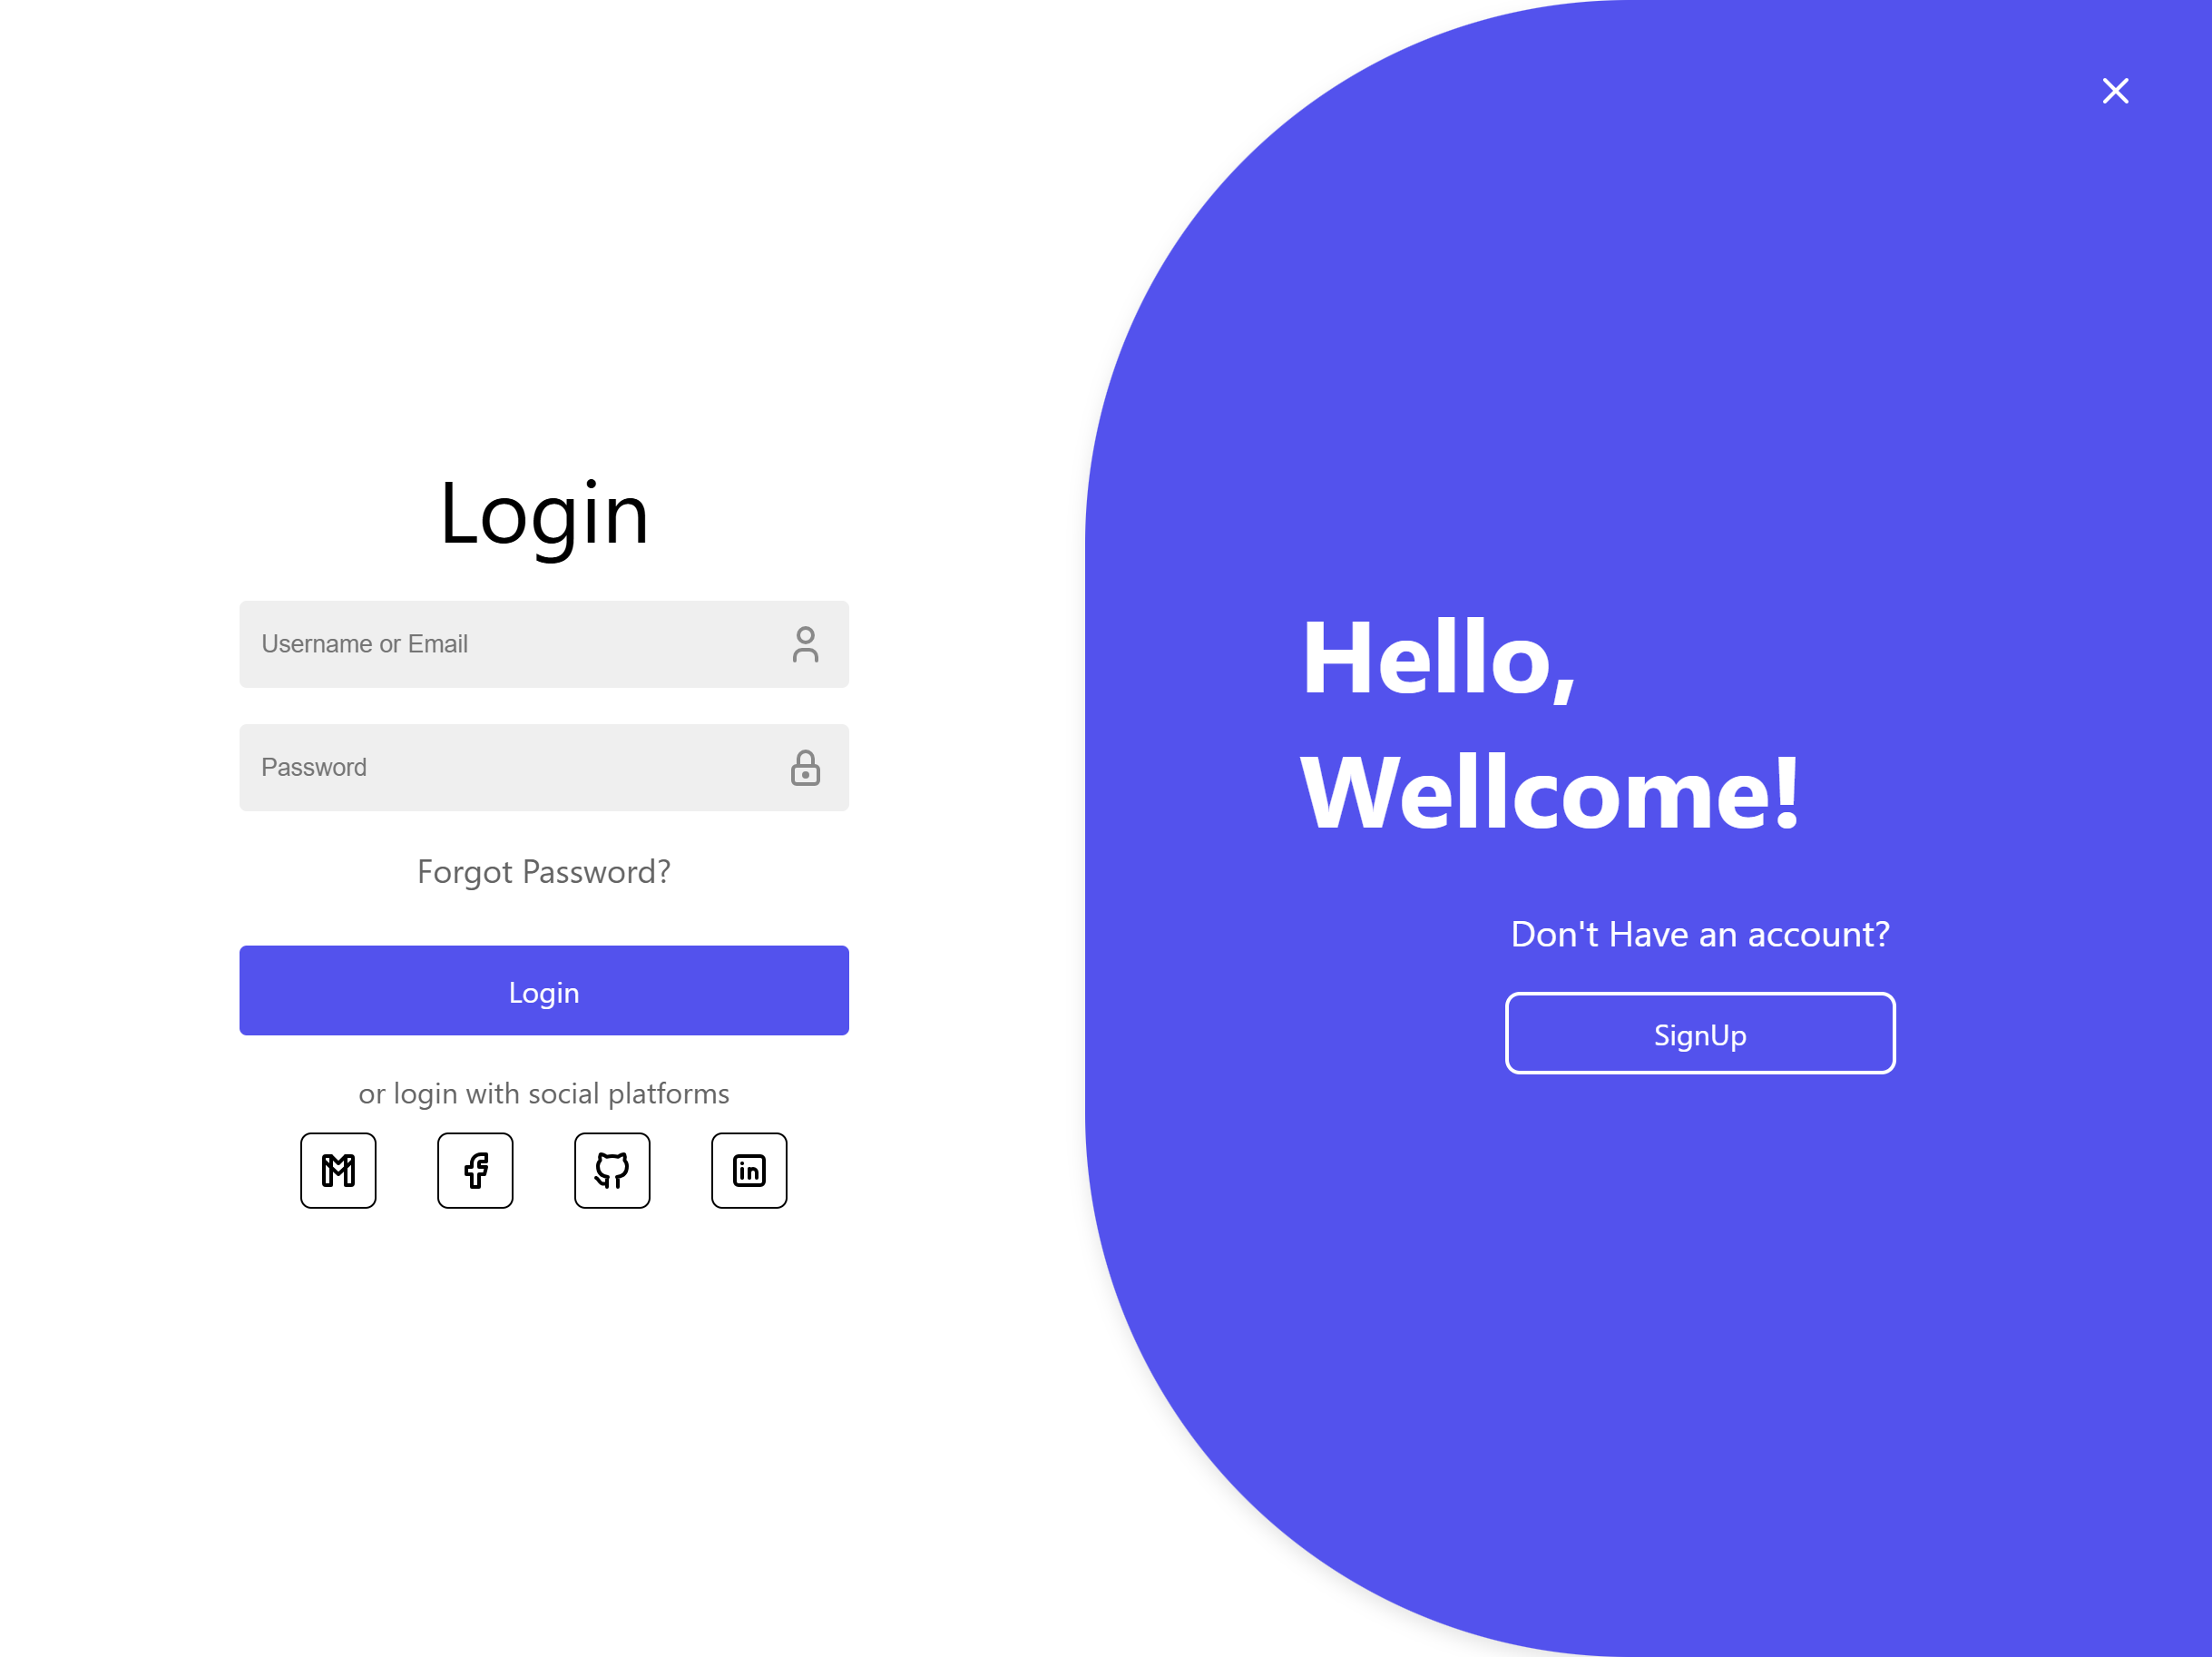 Login
Username or Email
Password
Forgot Password?
Login
or login with social platforms
in
Hello,
Wellcome!
Don't Have an account?
SignUp